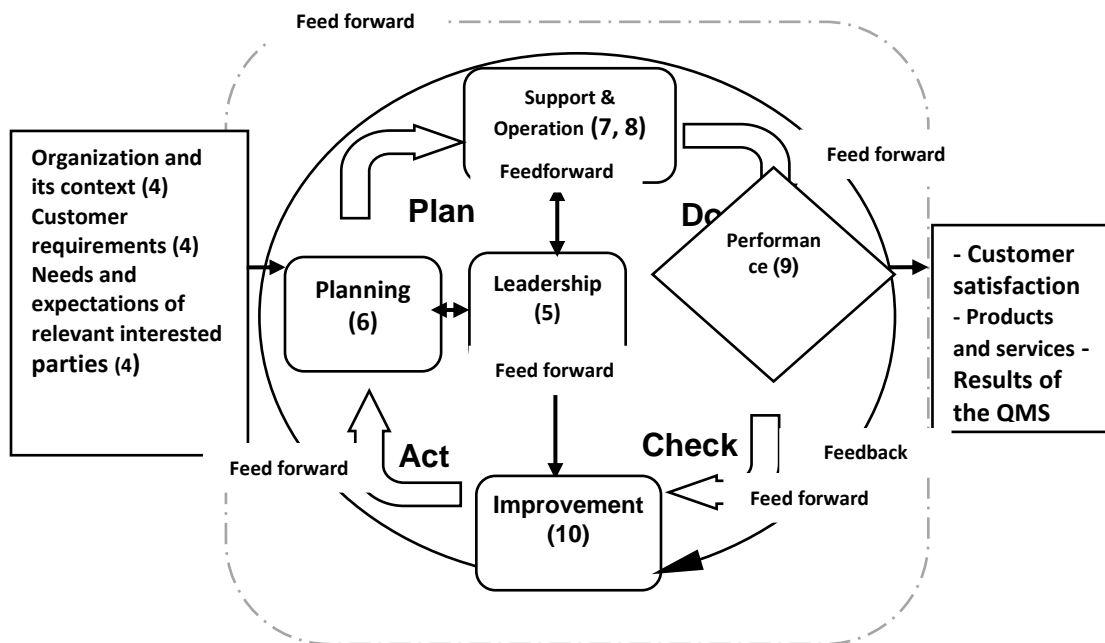 Feed forward
Support &
Operation (7, 8)
Feedforward
Feed forward
Organization and
its context (4)
Customer
requirements (4)
Needs and
expectations of
relevant interested
parties (4)
Plan
Do
Performan
ce (9)
Planning
(6)
Leadership
(5)
- Customer
satisfaction
- Products
and services -
Results of
the QMS
Feed forward
Feed forward
Act
Check
Feedback
Feed forward
Improvement
(10)